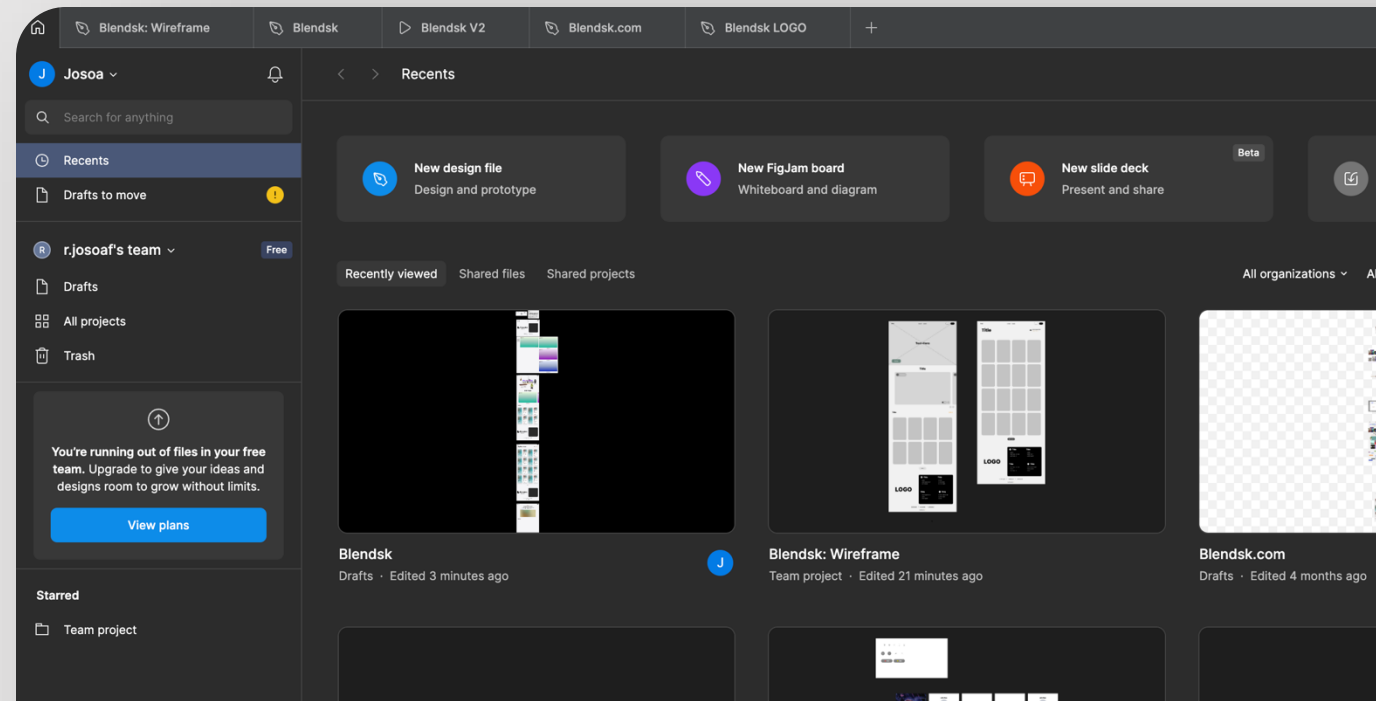 Blendsk: Wireframe
Blendsk
Blendsk V2
Blendsk.com
Blendsk LOGO
J
Josoa
Recents
Search for anything
Recents
Drafts to move
R
r.josoaf's team
Free
Drafts
All projects
Trash
You're running out of files in your free
team. Upgrade to give your ideas and
designs room to grow without limits.
View plans
Starred
Team project
New design file
Design and prototype
New FigJam board
Whiteboard and diagram
Beta
New slide deck
Present and share
Recently viewed
Shared files
Shared projects
All organizations
Title
Title
LOGO
LOGO
Blendsk
Drafts · Edited 3 minutes ago
J
Blendsk: Wireframe
Team project · Edited 21 minutes ago
Blendsk.com
Drafts · Edited 4 months ago